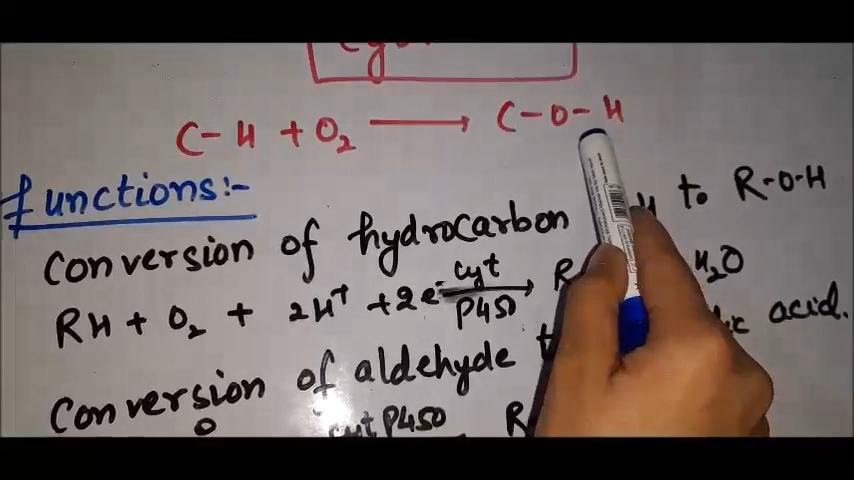 C-H + O2 → C-O-H
Functions:-
Conversion of hydrocarbon to R-O-H
RH + O2 + 2H+ + 2e- cyt P450 → R H2O
Conversion of aldehyde acid.
cyt P450 R
O